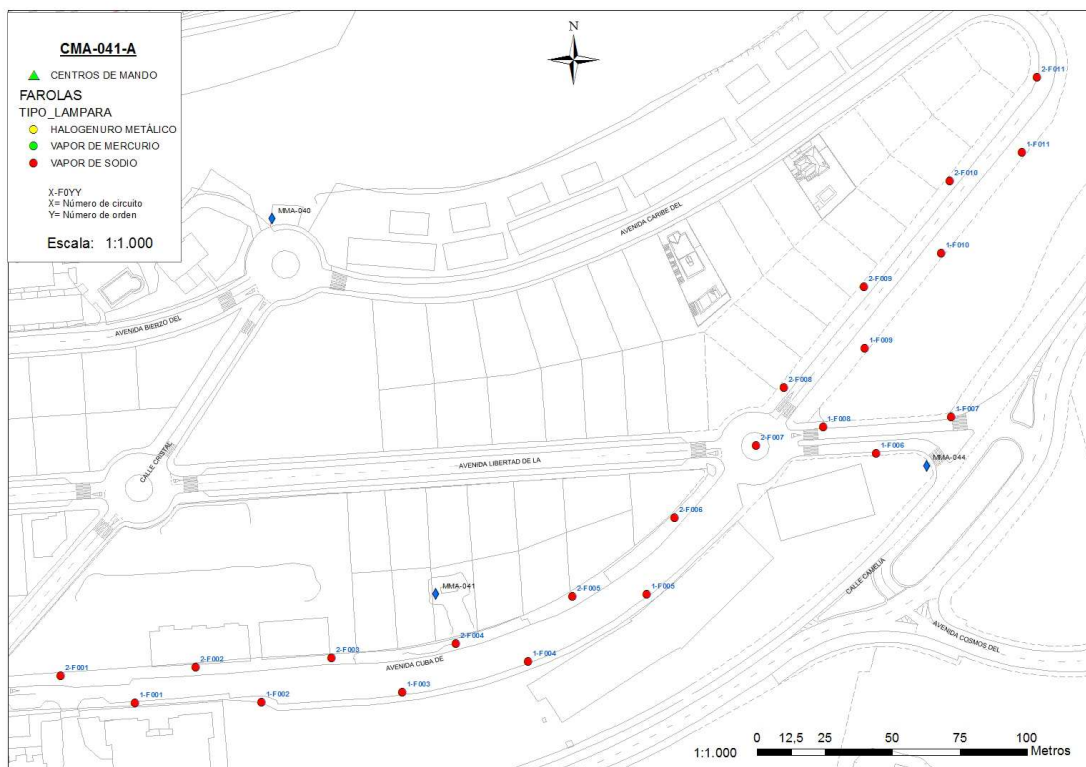 CMA-041-A
CENTROS DE MANDO
FAROLAS
TIPO_LAMPARA
HALOGENURO METÁLICO
VAPOR DE MERCURIO
VAPOR DE SODIO
X-F0YY
X= Número de circuito
Y= Número de orden
Escala: 1:1.000
N
2-F011
1-F011
2-F010
MMA-040
AVENIDA CARIBE DEL
1-F010
2-F009
AVENIDA BIERZO DEL
1-F009
2-F008
1-F007
1-F008
2-F007
CALLE CRISTAL
1-F006
AVENIDA LIBERTAD DE LA
MMA-044
2-F006
CALLE CAMELIA
MMA-041
2-F005
1-F005
AVENIDA COSMOS DEL
2-F004
2-F003
AVENIDA CUBA DE
1-F004
2-F002
2-F001
1-F003
1-F001
1-F002
1:1.000
0 12,5 25 50 75 100
Metros